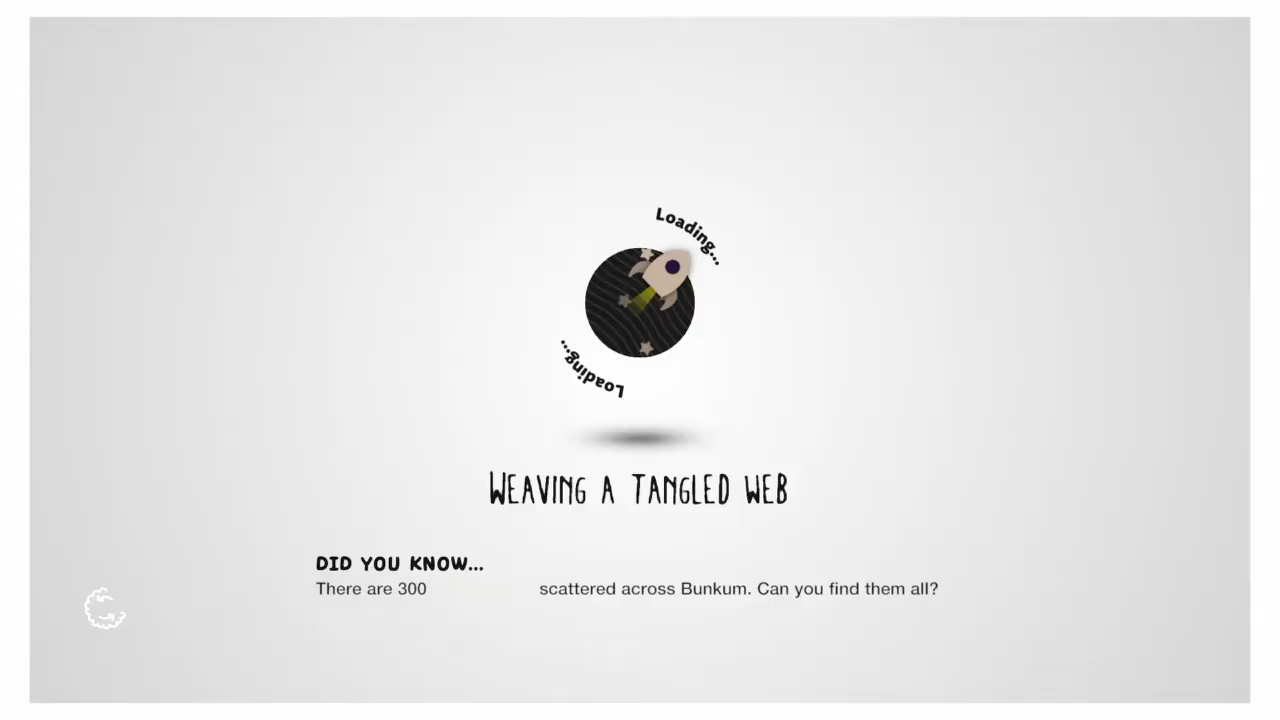 Loading...
Loading...
WEAVING A TANGLED WEB
DID YOU KNOW...
There are 300 scattered across Bunkum. Can you find them all?